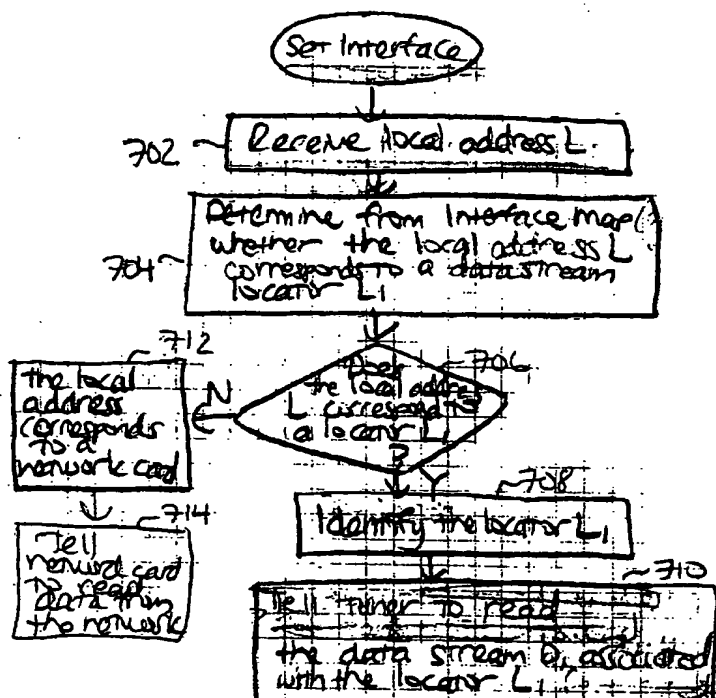 Set Interface
702
Receive local address L.
704
Determine from Interface map
whether the local address L
corresponds to a data stream
locator L1
706
Does
the local address
L correspond to
a locator L1
?
N
712
the local
address
corresponds
to a
network card
714
Tell
network card
to read
data from
the network
Y
708
Identify the locator L1
710
Tell tuner to read
the data stream D1, associated
with the locator L1